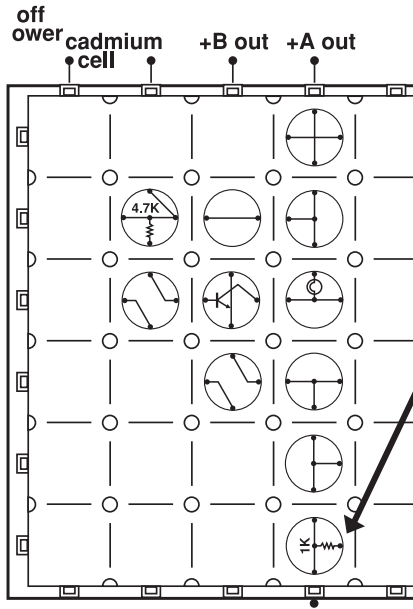 off
ower
cadmium
cell
+B out
+A out
4.7K
1K